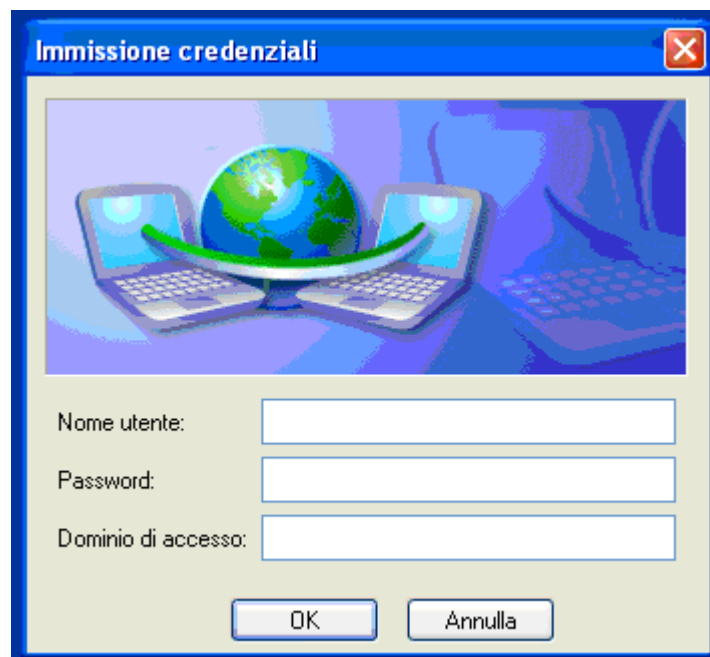 Immissione credenziali
Nome utente:
Password:
Dominio di accesso:
OK
Annulla